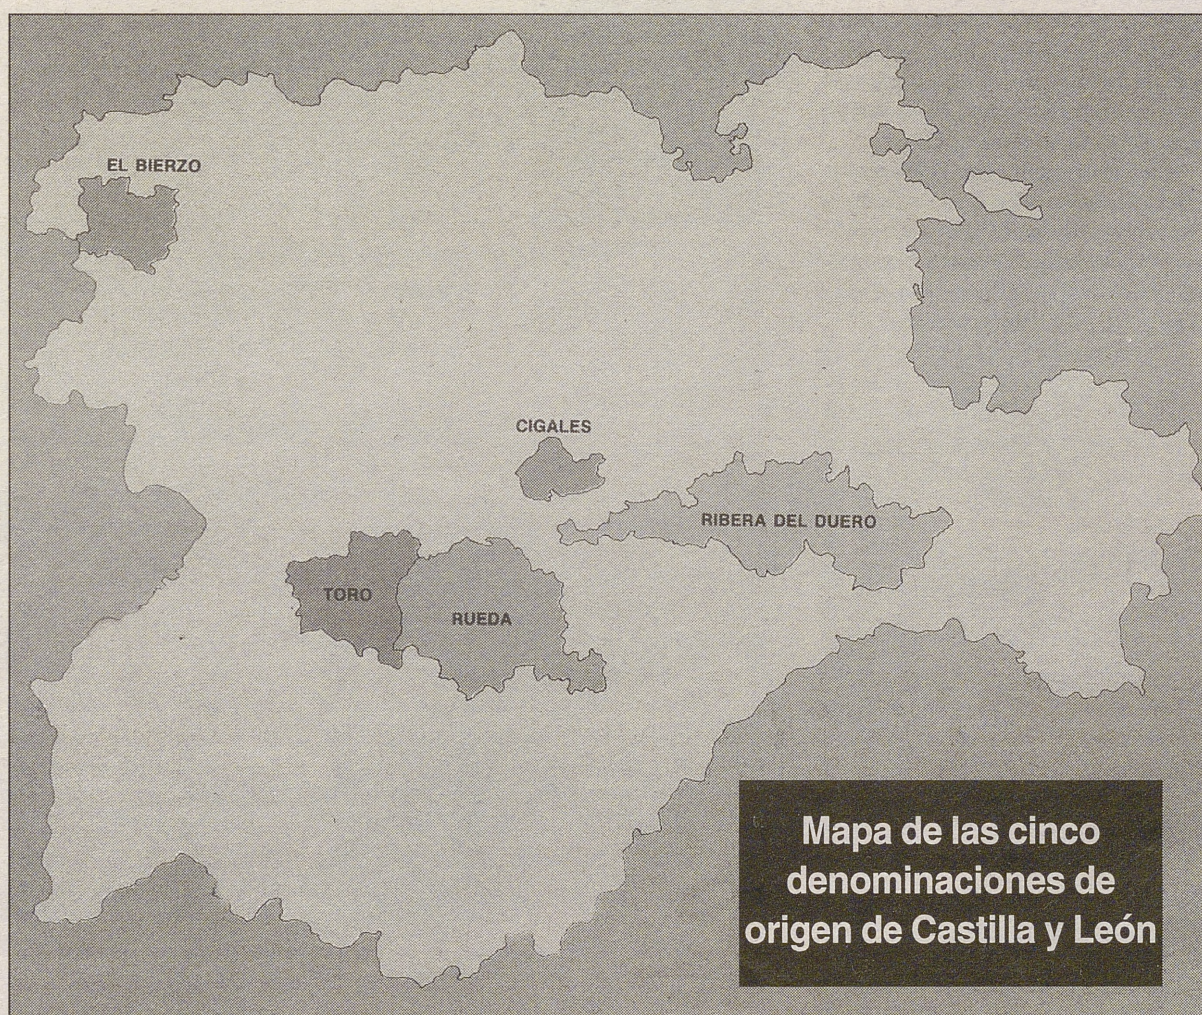 EL BIERZO
CIGALES
RIBERA DEL DUERO
TORO
RUEDA
Mapa de las cinco
denominaciones de
origen de Castilla y León